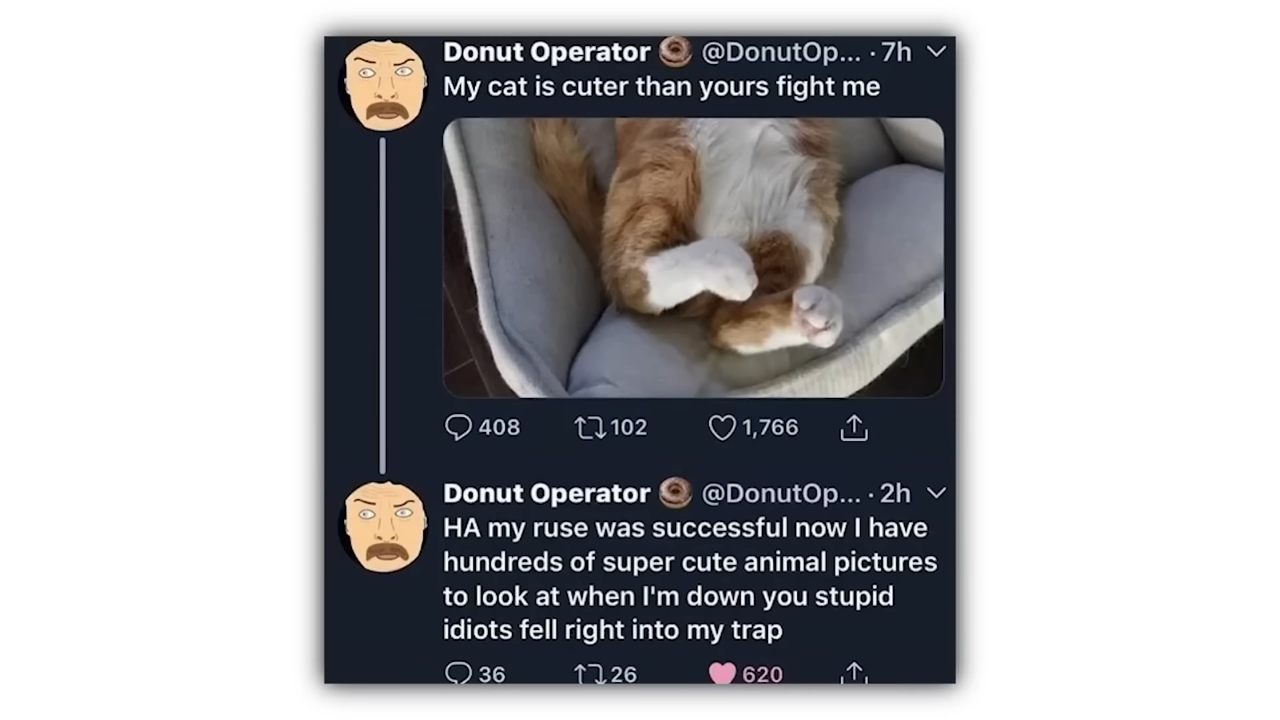 Donut Operator 🍩 @DonutOp... · 7h
My cat is cuter than yours fight me
408 102 1,766
Donut Operator 🍩 @DonutOp... · 2h
HA my ruse was successful now I have
hundreds of super cute animal pictures
to look at when I'm down you stupid
idiots fell right into my trap
36 26 620